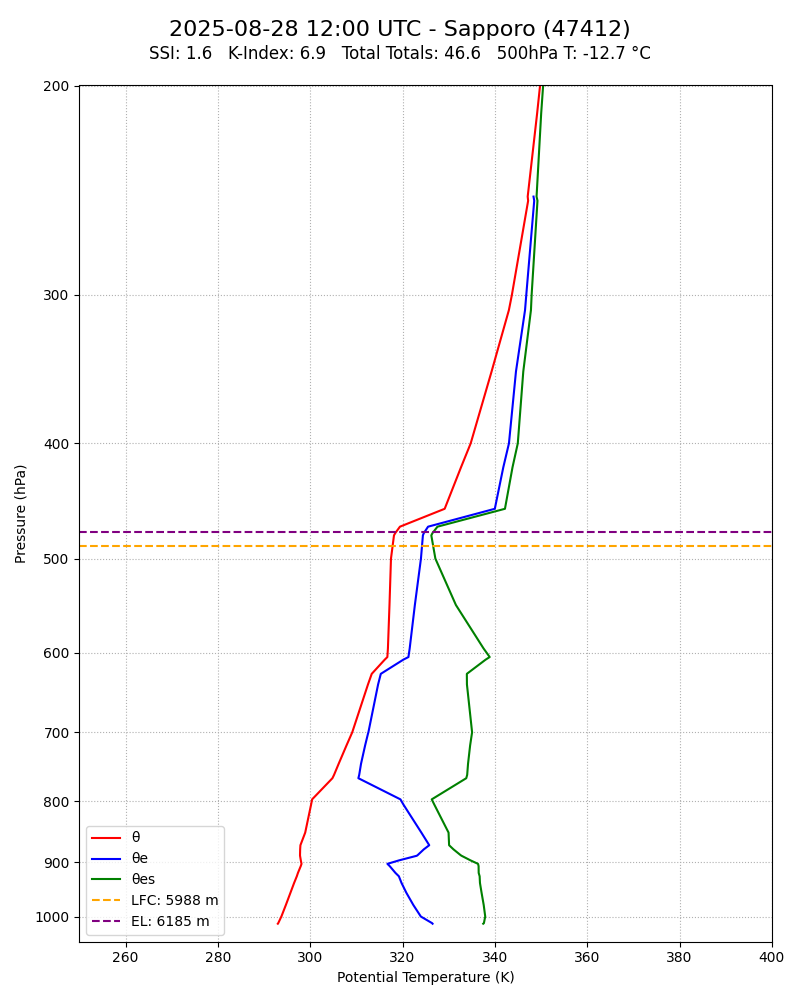 2025-08-28 12:00 UTC - Sapporo (47412)
SSI: 1.6   K-Index: 6.9   Total Totals: 46.6   500hPa T: -12.7 °C
200
300
400
500
600
700
800
900
1000
Pressure (hPa)
θ
θe
θes
LFC: 5988 m
EL: 6185 m
260 280 300 320 340 360 380 400
Potential Temperature (K)